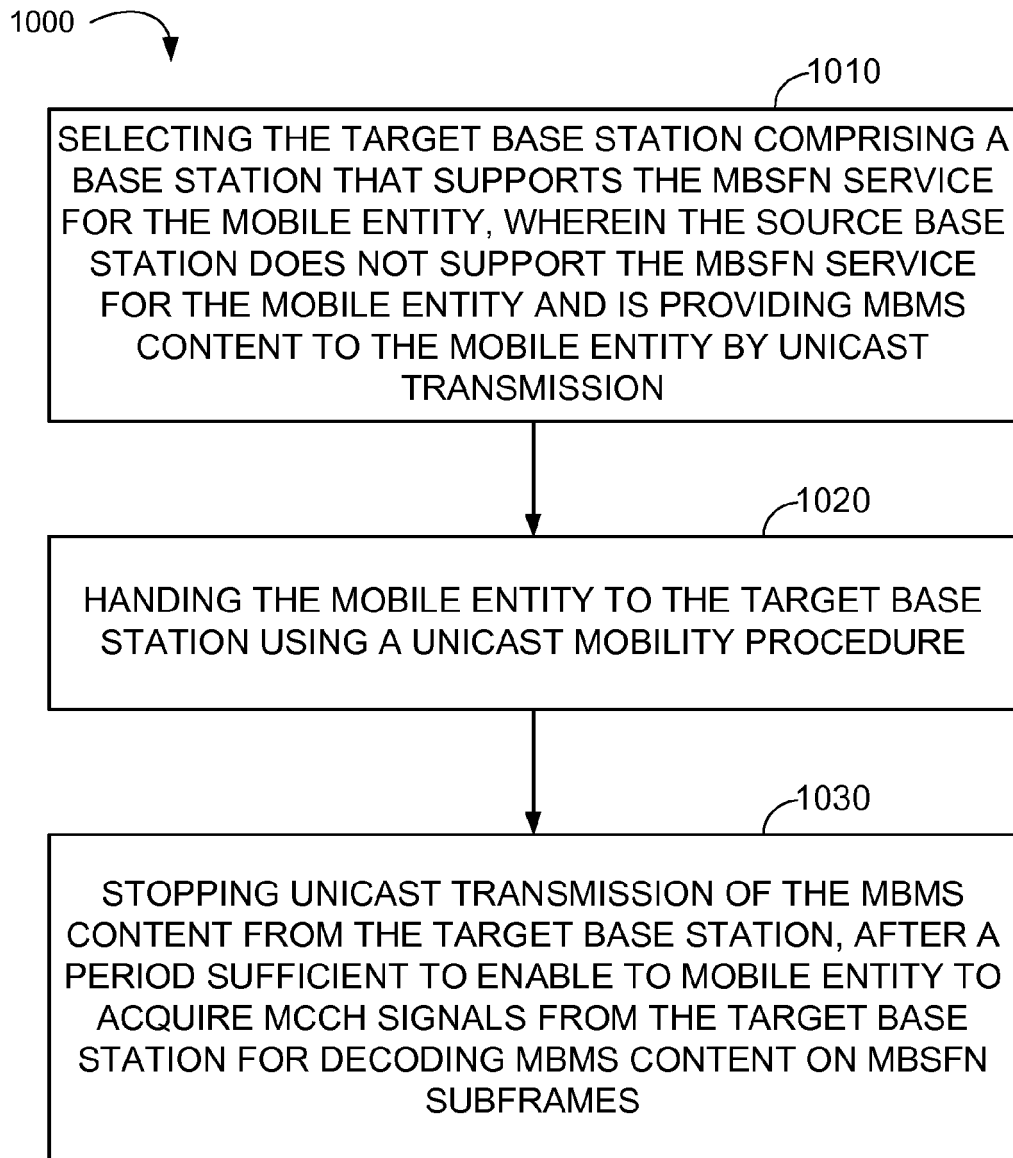 1000
1010
SELECTING THE TARGET BASE STATION COMPRISING A
BASE STATION THAT SUPPORTS THE MBSFN SERVICE
FOR THE MOBILE ENTITY, WHEREIN THE SOURCE BASE
STATION DOES NOT SUPPORT THE MBSFN SERVICE
FOR THE MOBILE ENTITY AND IS PROVIDING MBMS
CONTENT TO THE MOBILE ENTITY BY UNICAST
TRANSMISSION
1020
HANDING THE MOBILE ENTITY TO THE TARGET BASE
STATION USING A UNICAST MOBILITY PROCEDURE
1030
STOPPING UNICAST TRANSMISSION OF THE MBMS
CONTENT FROM THE TARGET BASE STATION, AFTER A
PERIOD SUFFICIENT TO ENABLE TO MOBILE ENTITY TO
ACQUIRE MCCH SIGNALS FROM THE TARGET BASE
STATION FOR DECODING MBMS CONTENT ON MBSFN
SUBFRAMES